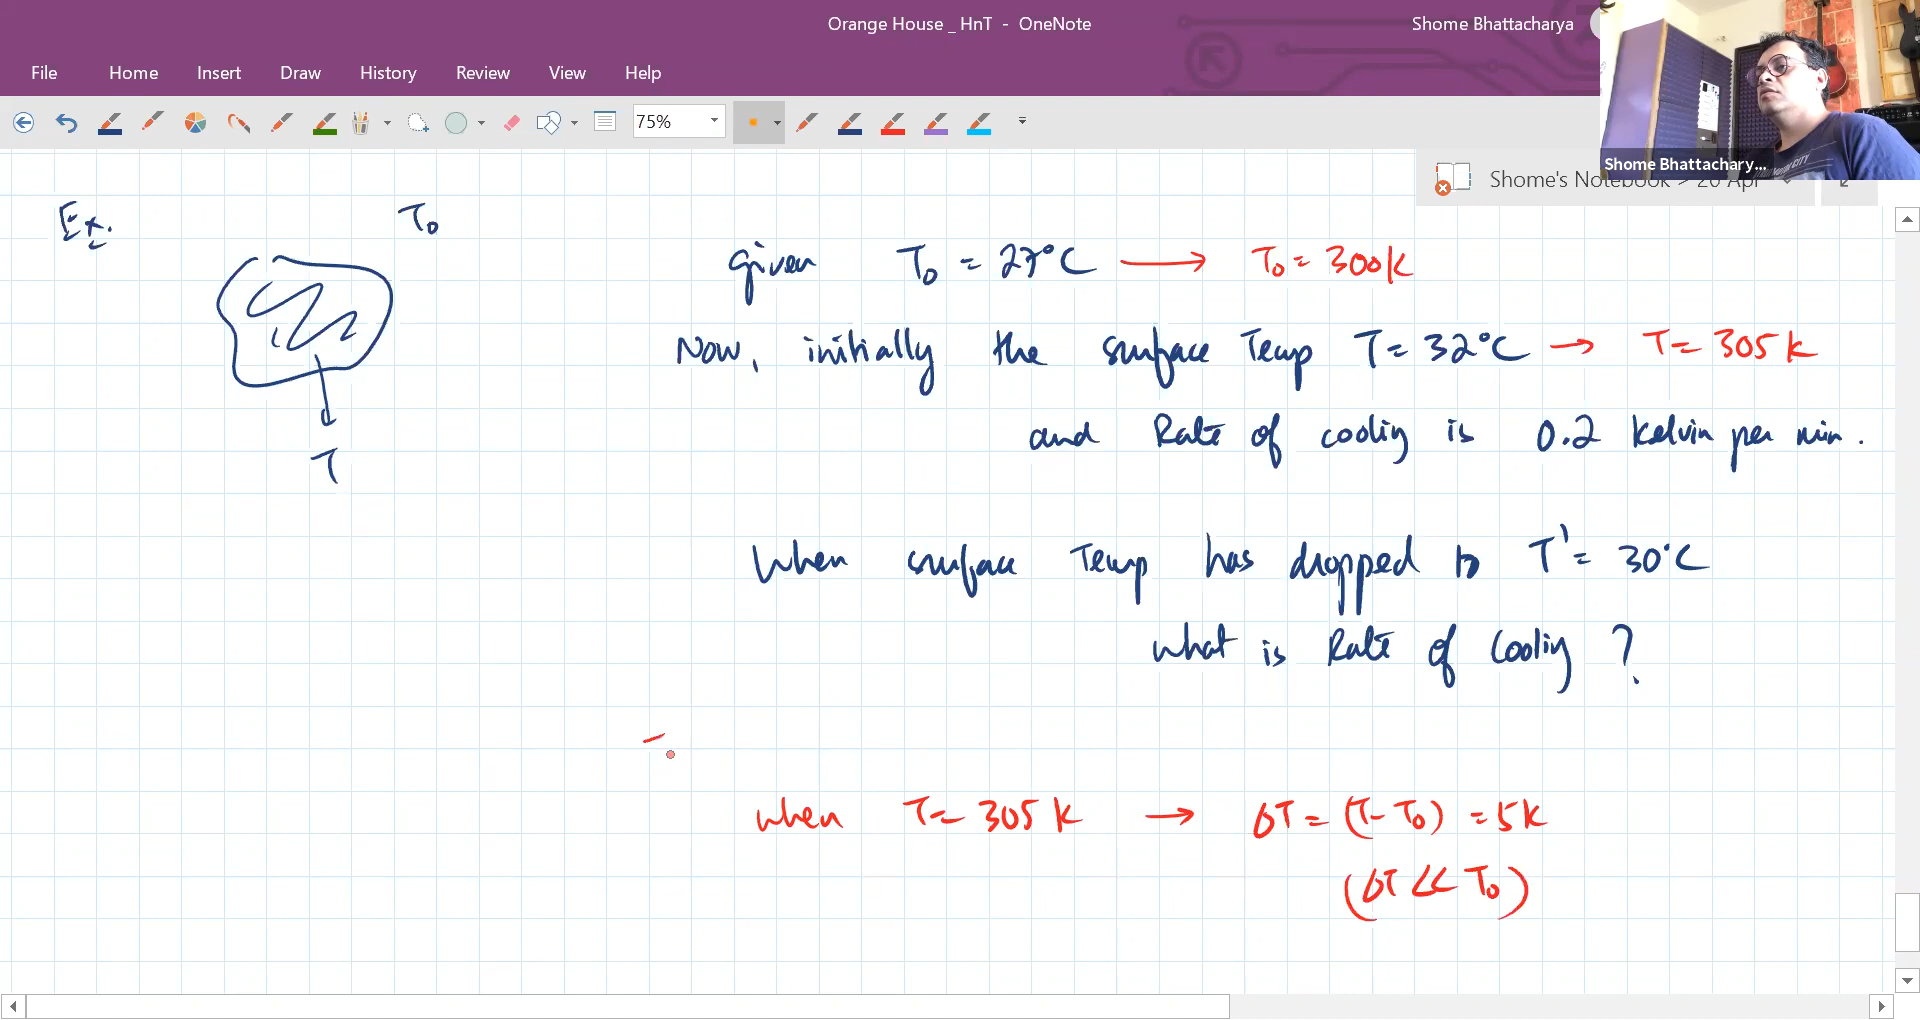 Orange House _ HnT - OneNote
Shome Bhattacharya
File Home Insert Draw History Review View Help
75%
Shome Bhattachary...
Shome's Notebook > 20 Apr
Ex.
T₀
T
given T₀ = 27°C → T₀ = 300K
Now, initially the surface Temp T = 32°C → T = 305 K
and Rate of cooling is 0.2 Kelvin per min.
When surface Temp has dropped to T' = 30°C
what is Rate of Cooling ?
when T = 305 K → ΔT = (T - T₀) = 5K
(ΔT << T₀)